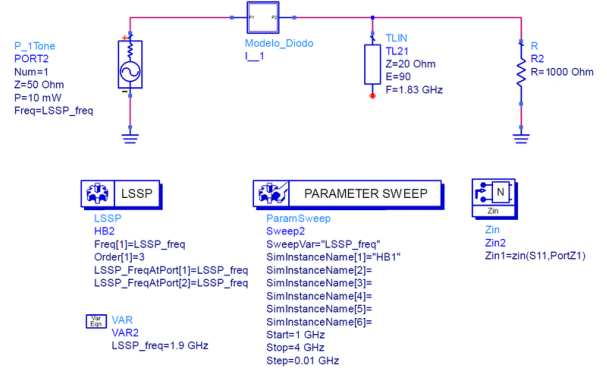 P_1Tone
PORT2
Num=1
Z=50 Ohm
P=10 mW
Freq=LSSP_freq
P1 P2
Modelo_Diodo
I__1
TLIN
TL21
Z=20 Ohm
E=90
F=1.83 GHz
R
R2
R=1000 Ohm
LSSP
LSSP
HB2
Freq[1]=LSSP_freq
Order[1]=3
LSSP_FreqAtPort[1]=LSSP_freq
LSSP_FreqAtPort[2]=LSSP_freq
Var
Eqn
VAR
VAR2
LSSP_freq=1.9 GHz
PARAMETER SWEEP
ParamSweep
Sweep2
SweepVar="LSSP_freq"
SimInstanceName[1]="HB1"
SimInstanceName[2]=
SimInstanceName[3]=
SimInstanceName[4]=
SimInstanceName[5]=
SimInstanceName[6]=
Start=1 GHz
Stop=4 GHz
Step=0.01 GHz
N
Zin
Zin
Zin2
Zin1=zin(S11,PortZ1)